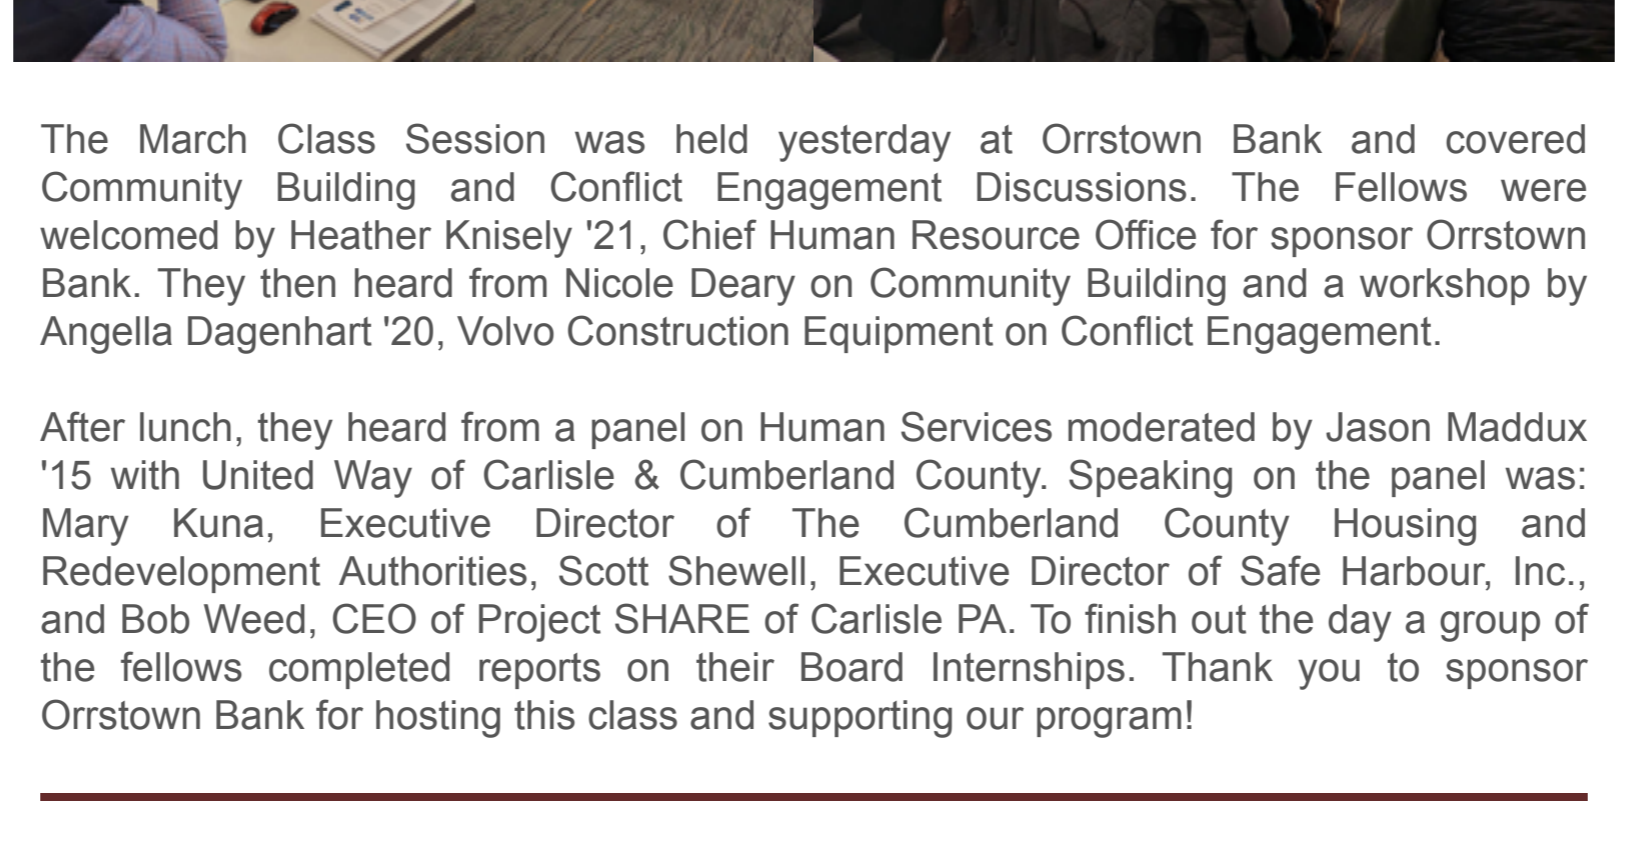 The March Class Session was held yesterday at Orrstown Bank and covered
Community Building and Conflict Engagement Discussions. The Fellows were
welcomed by Heather Knisely '21, Chief Human Resource Office for sponsor Orrstown
Bank. They then heard from Nicole Deary on Community Building and a workshop by
Angella Dagenhart '20, Volvo Construction Equipment on Conflict Engagement.
After lunch, they heard from a panel on Human Services moderated by Jason Maddux
'15 with United Way of Carlisle & Cumberland County. Speaking on the panel was:
Mary Kuna, Executive Director of The Cumberland County Housing and
Redevelopment Authorities, Scott Shewell, Executive Director of Safe Harbour, Inc.,
and Bob Weed, CEO of Project SHARE of Carlisle PA. To finish out the day a group of
the fellows completed reports on their Board Internships. Thank you to sponsor
Orrstown Bank for hosting this class and supporting our program!